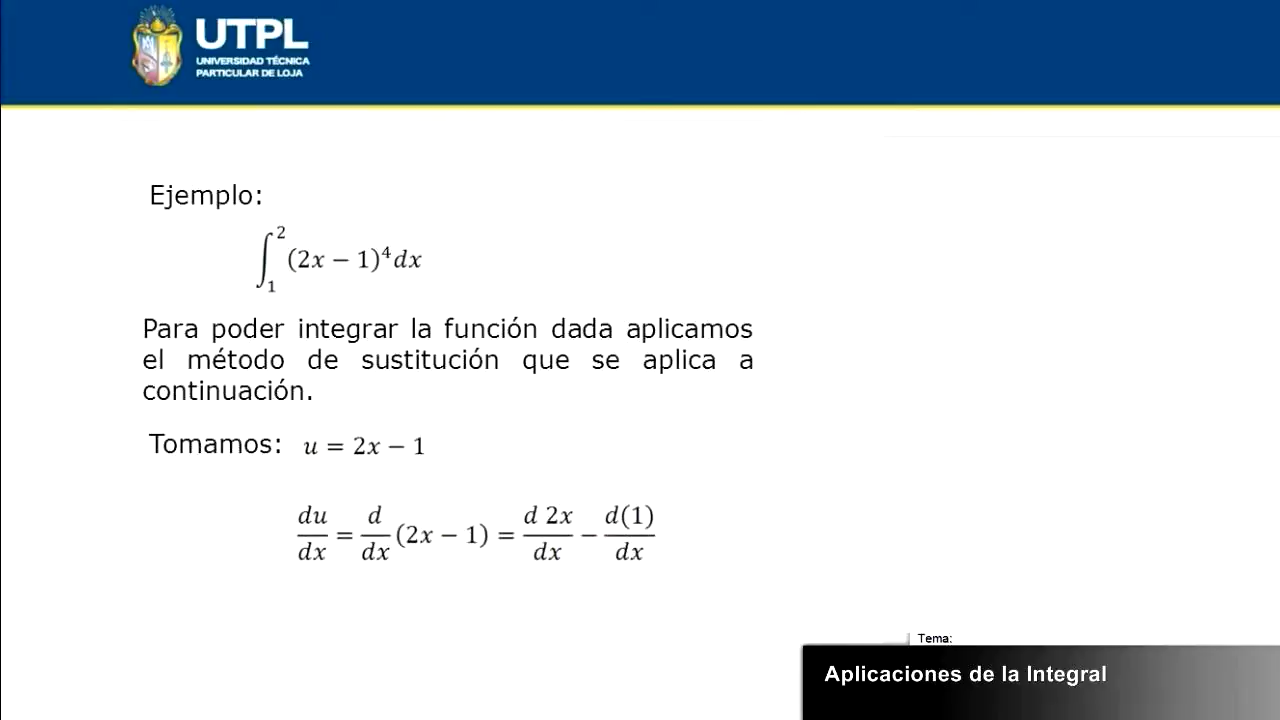 UTPL
UNIVERSIDAD TÉCNICA
PARTICULAR DE LOJA
Ejemplo:
∫₁² (2x − 1)⁴dx
Para poder integrar la función dada aplicamos
el método de sustitución que se aplica a
continuación.
Tomamos: u = 2x − 1
du/dx = d/dx (2x − 1) = d 2x/dx − d(1)/dx
Tema:
Aplicaciones de la Integral